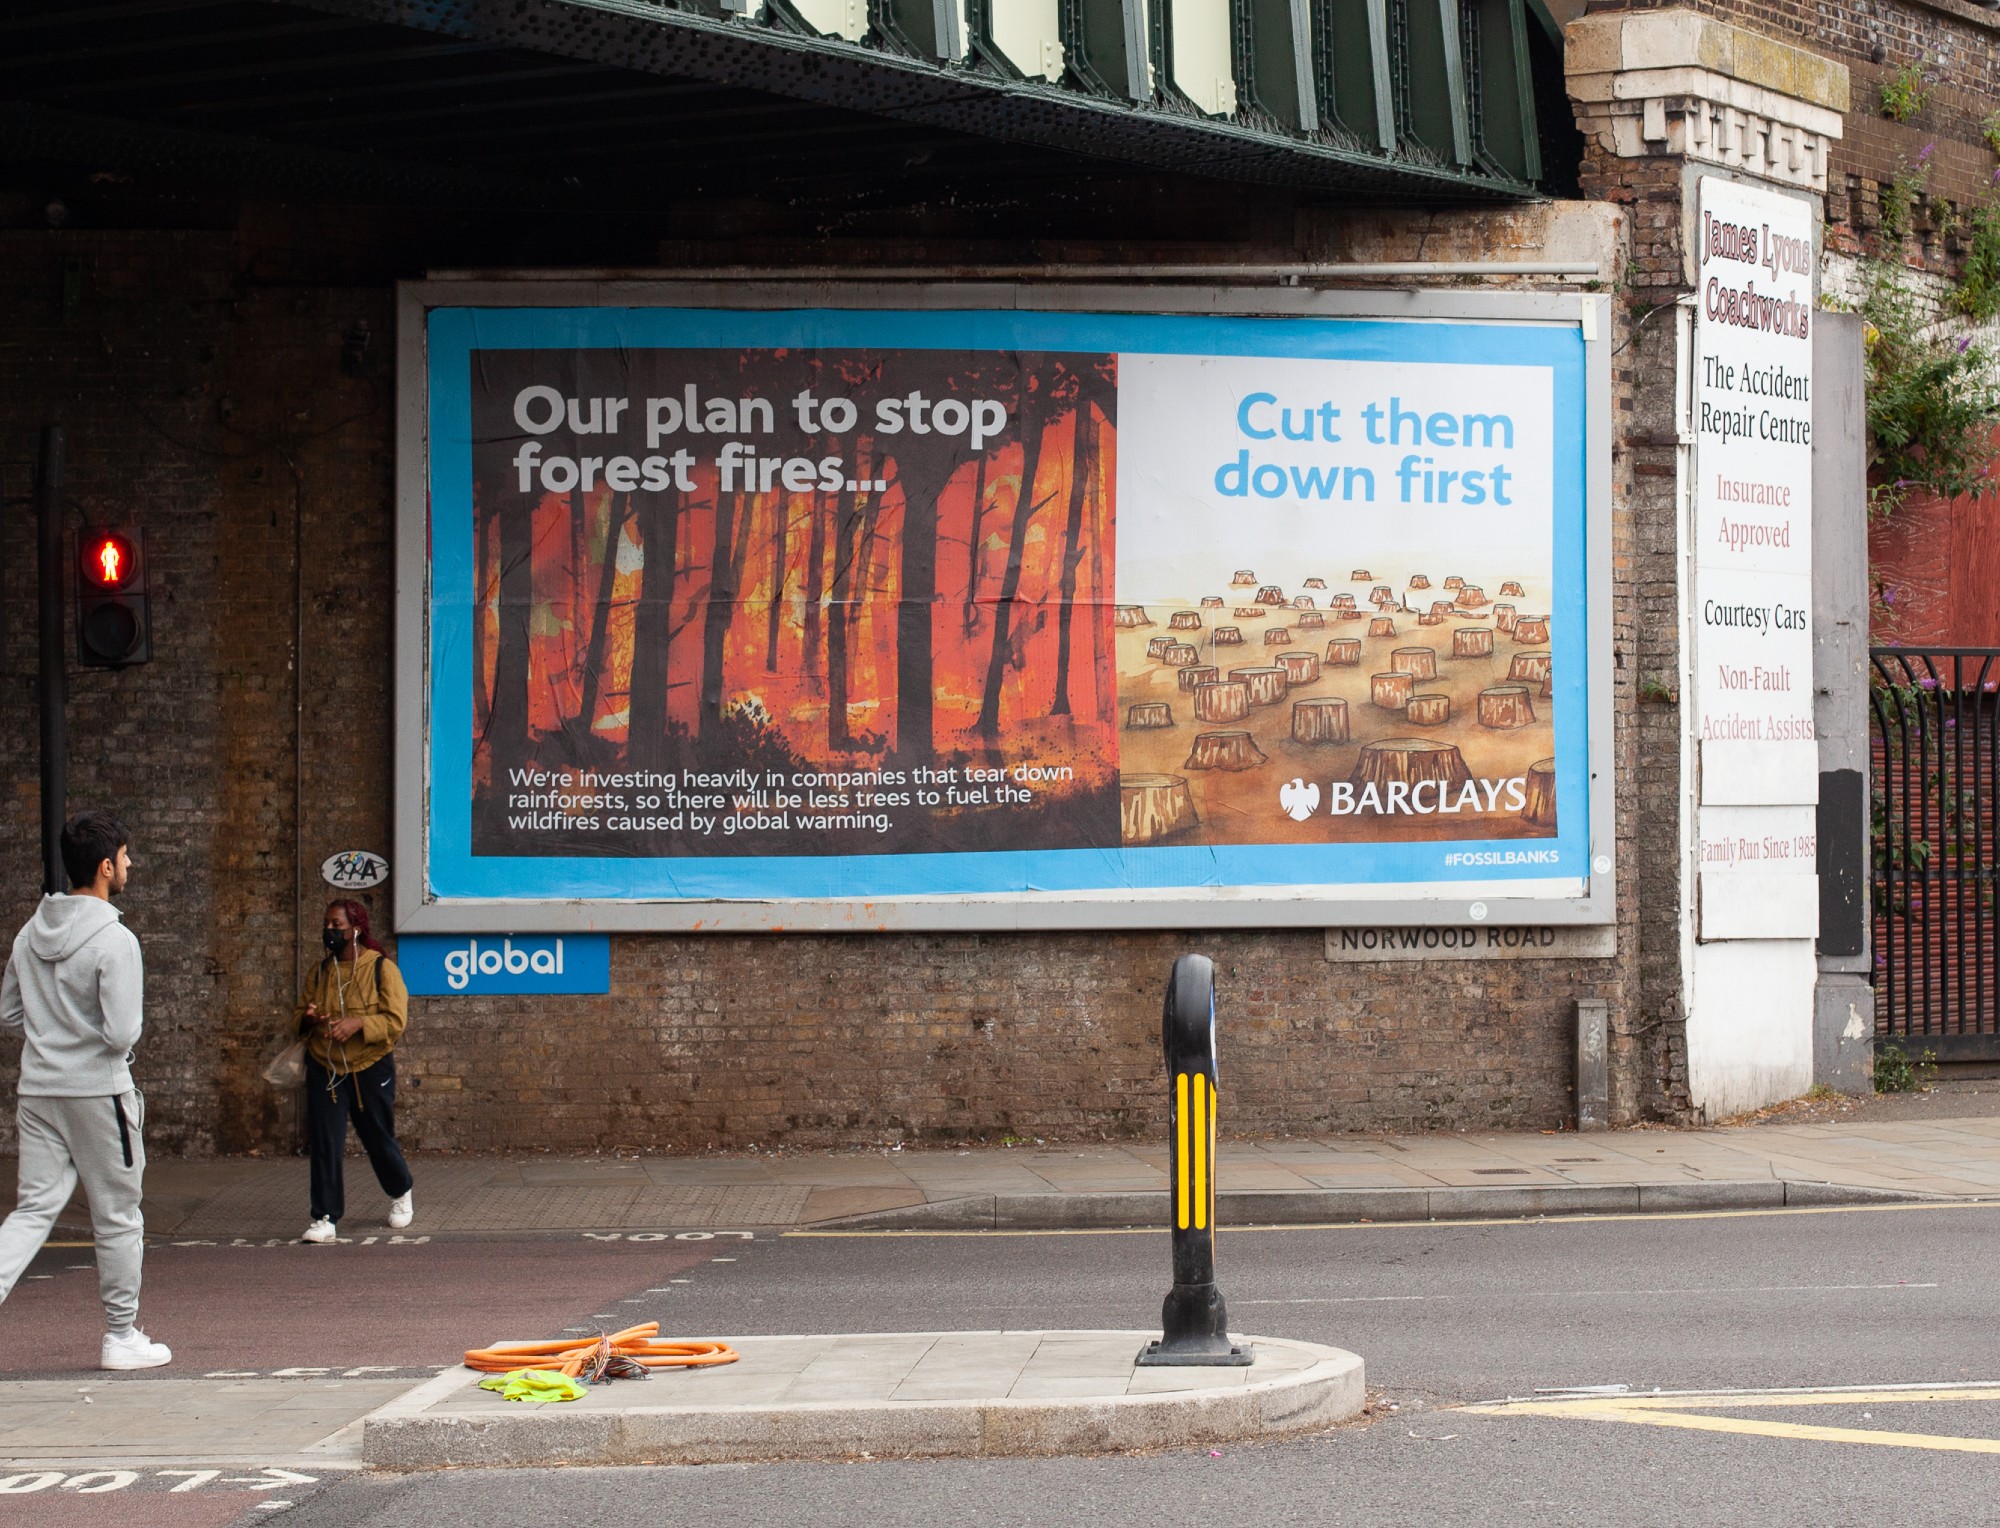 Our plan to stop
forest fires...
We're investing heavily in companies that tear down
rainforests, so there will be less trees to fuel the
wildfires caused by global warming.
Cut them
down first
BARCLAYS
#FOSSILBANKS
global
NORWOOD ROAD
James Lyons
Coachworks
The Accident
Repair Centre
Insurance
Approved
Courtesy Cars
Non-Fault
Accident Assists
Family Run Since 1985
LOOK
RIGHT
LOO